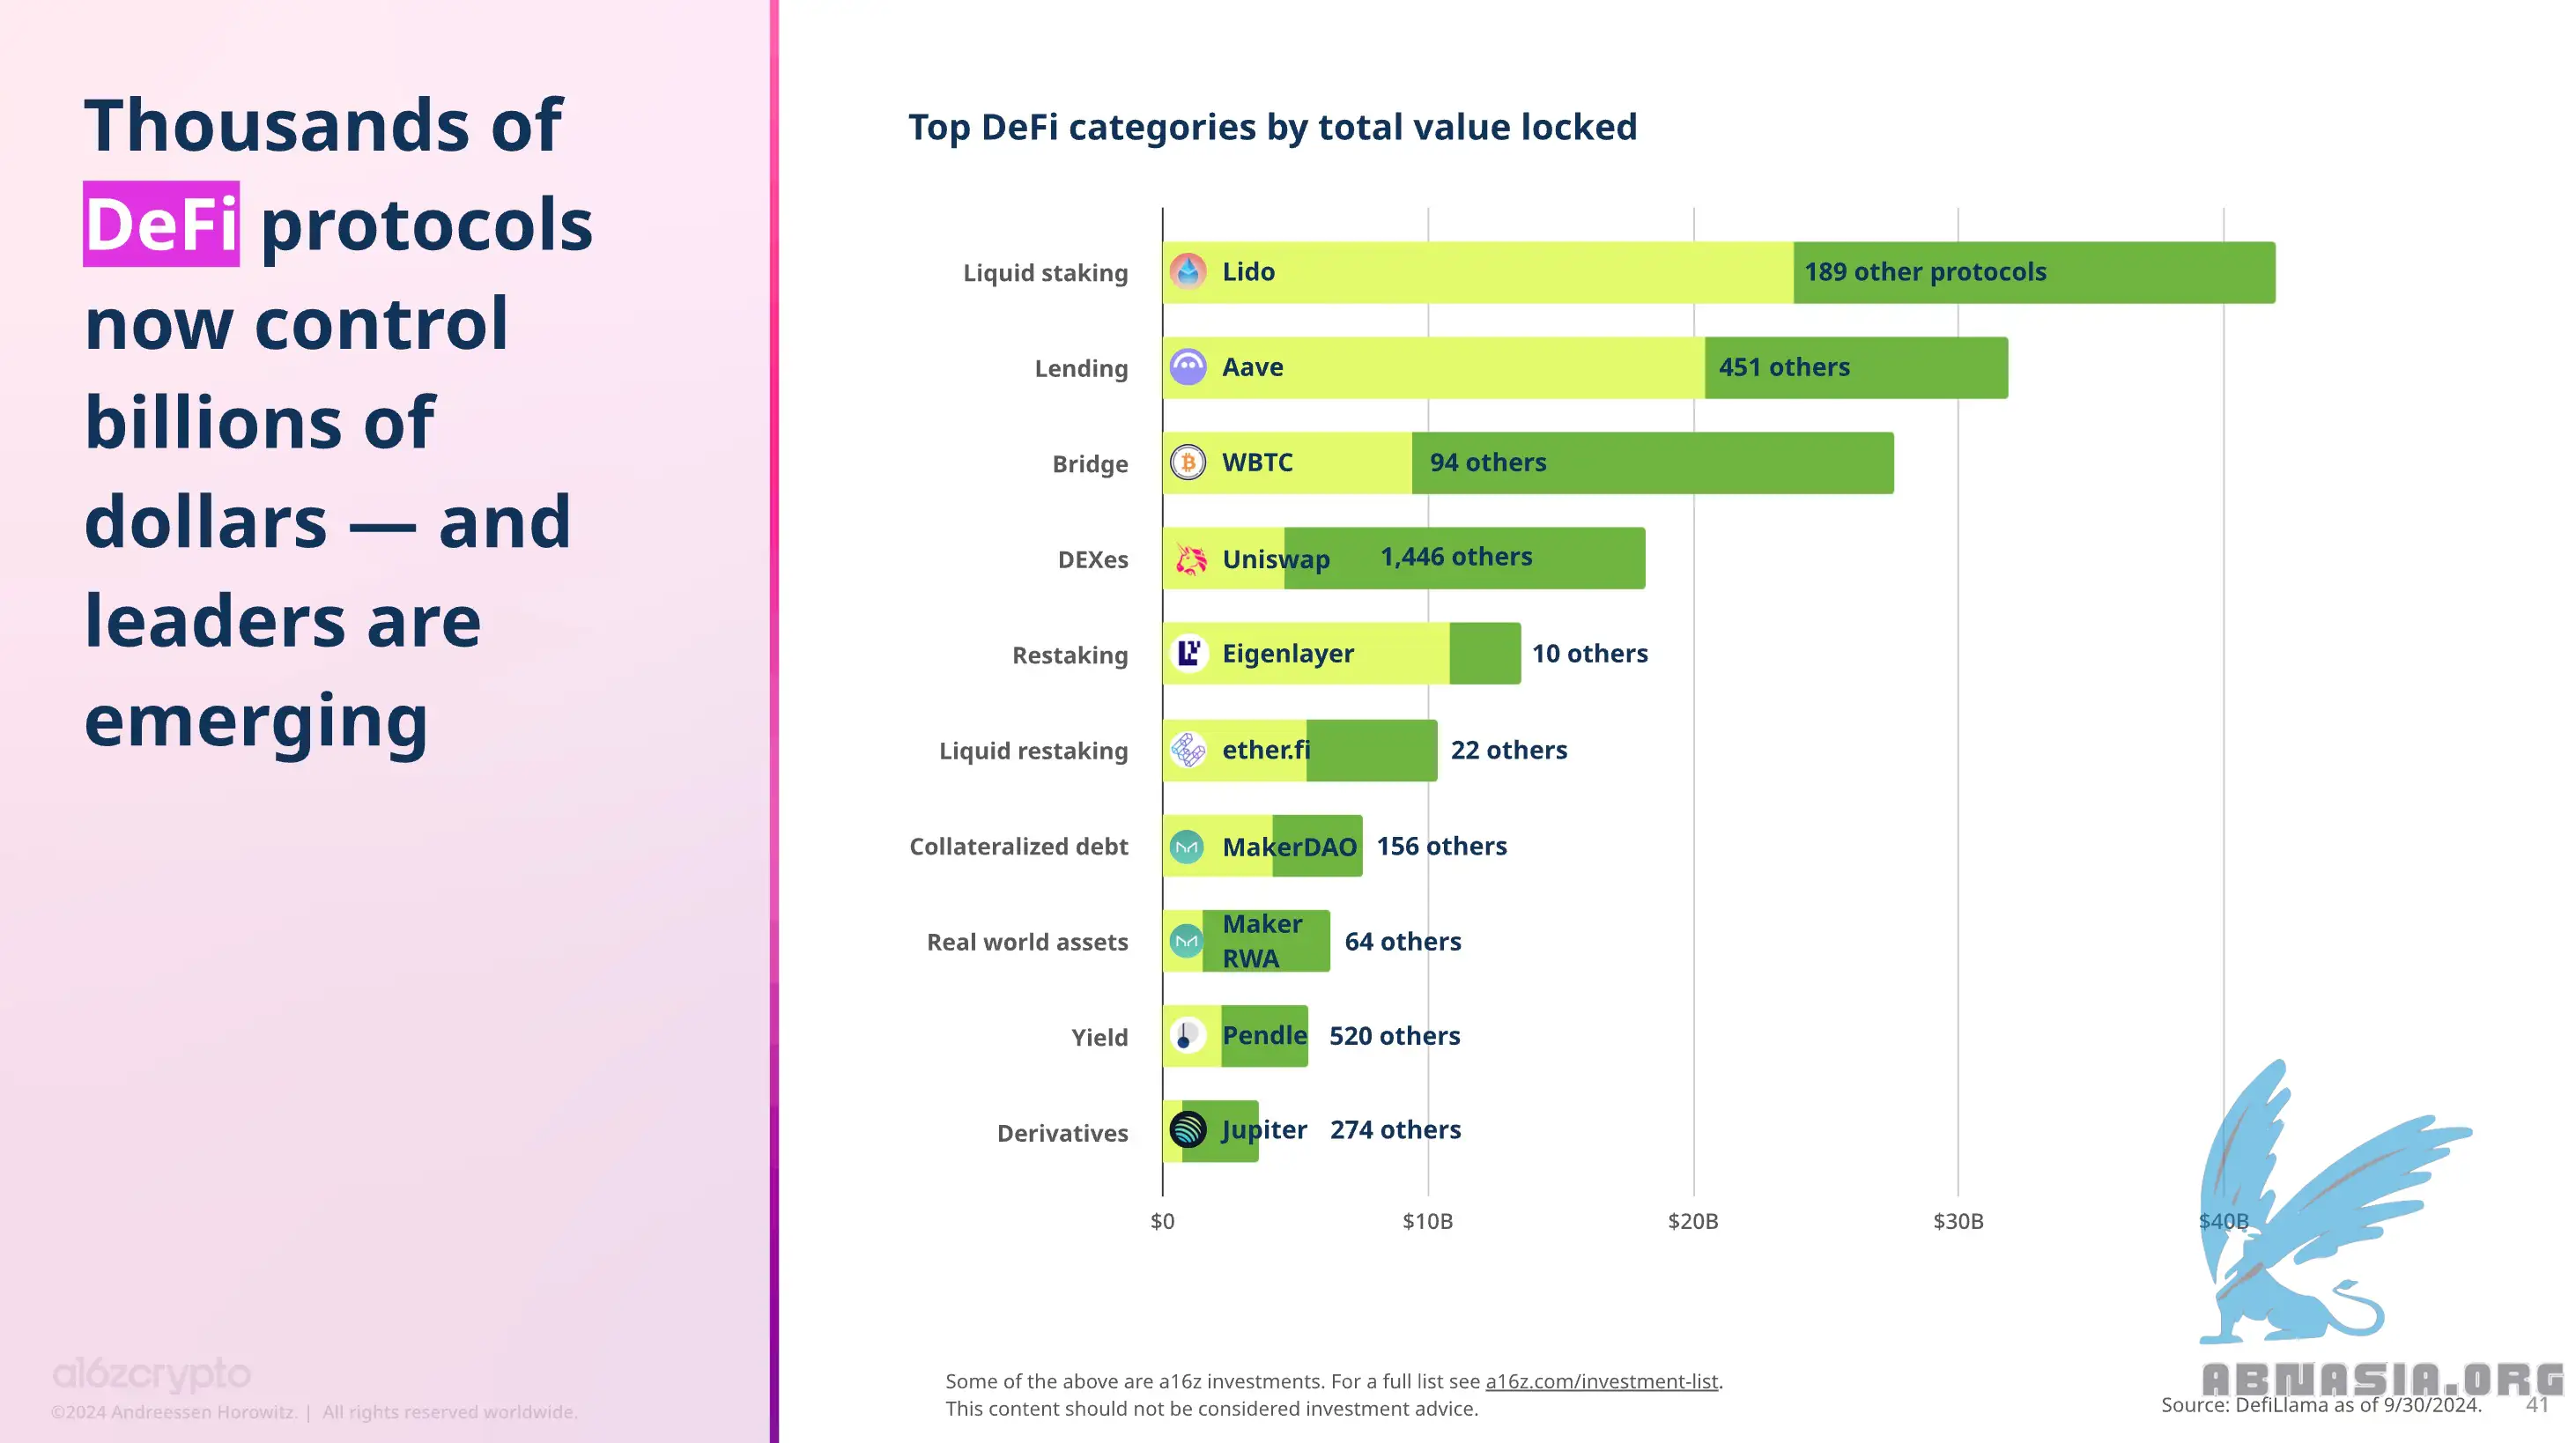 Thousands of
DeFi protocols
now control
billions of
dollars — and
leaders are
emerging
Top DeFi categories by total value locked
Liquid staking
Lido
189 other protocols
Lending
Aave
451 others
Bridge
WBTC
94 others
DEXes
Uniswap
1,446 others
Restaking
Eigenlayer
10 others
Liquid restaking
ether.fi
22 others
Collateralized debt
MakerDAO
156 others
Real world assets
Maker
RWA
64 others
Yield
Pendle
520 others
Derivatives
Jupiter
274 others
$0
$10B
$20B
$30B
$40B
a16zcrypto
©2024 Andreessen Horowitz. | All rights reserved worldwide.
Some of the above are a16z investments. For a full list see a16z.com/investment-list.
This content should not be considered investment advice.
ABNASIA.ORG
Source: DefiLlama as of 9/30/2024.
41